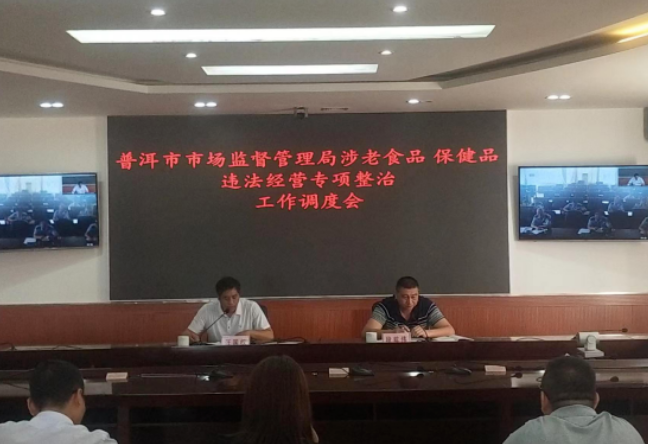 普洱市市场监督管理局涉老食品 保健品
违法经营专项整治
工作调度会